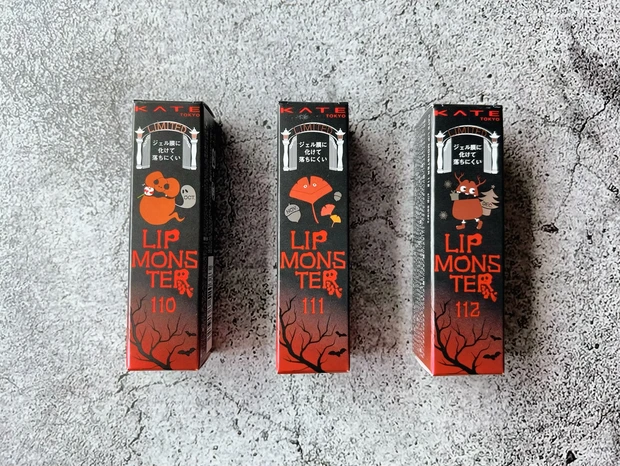 KATE
TOKYO
LIMITED
ジェル膜に
化けて
落ちにくい
OCT
LIP
MONS
TER
110
KATE
TOKYO
LIMITED
ジェル膜に
化けて
落ちにくい
NOV
LIP
MONS
TER
111
KATE
TOKYO
LIMITED
ジェル膜に
化けて
落ちにくい
LIP
MONS
TER
112